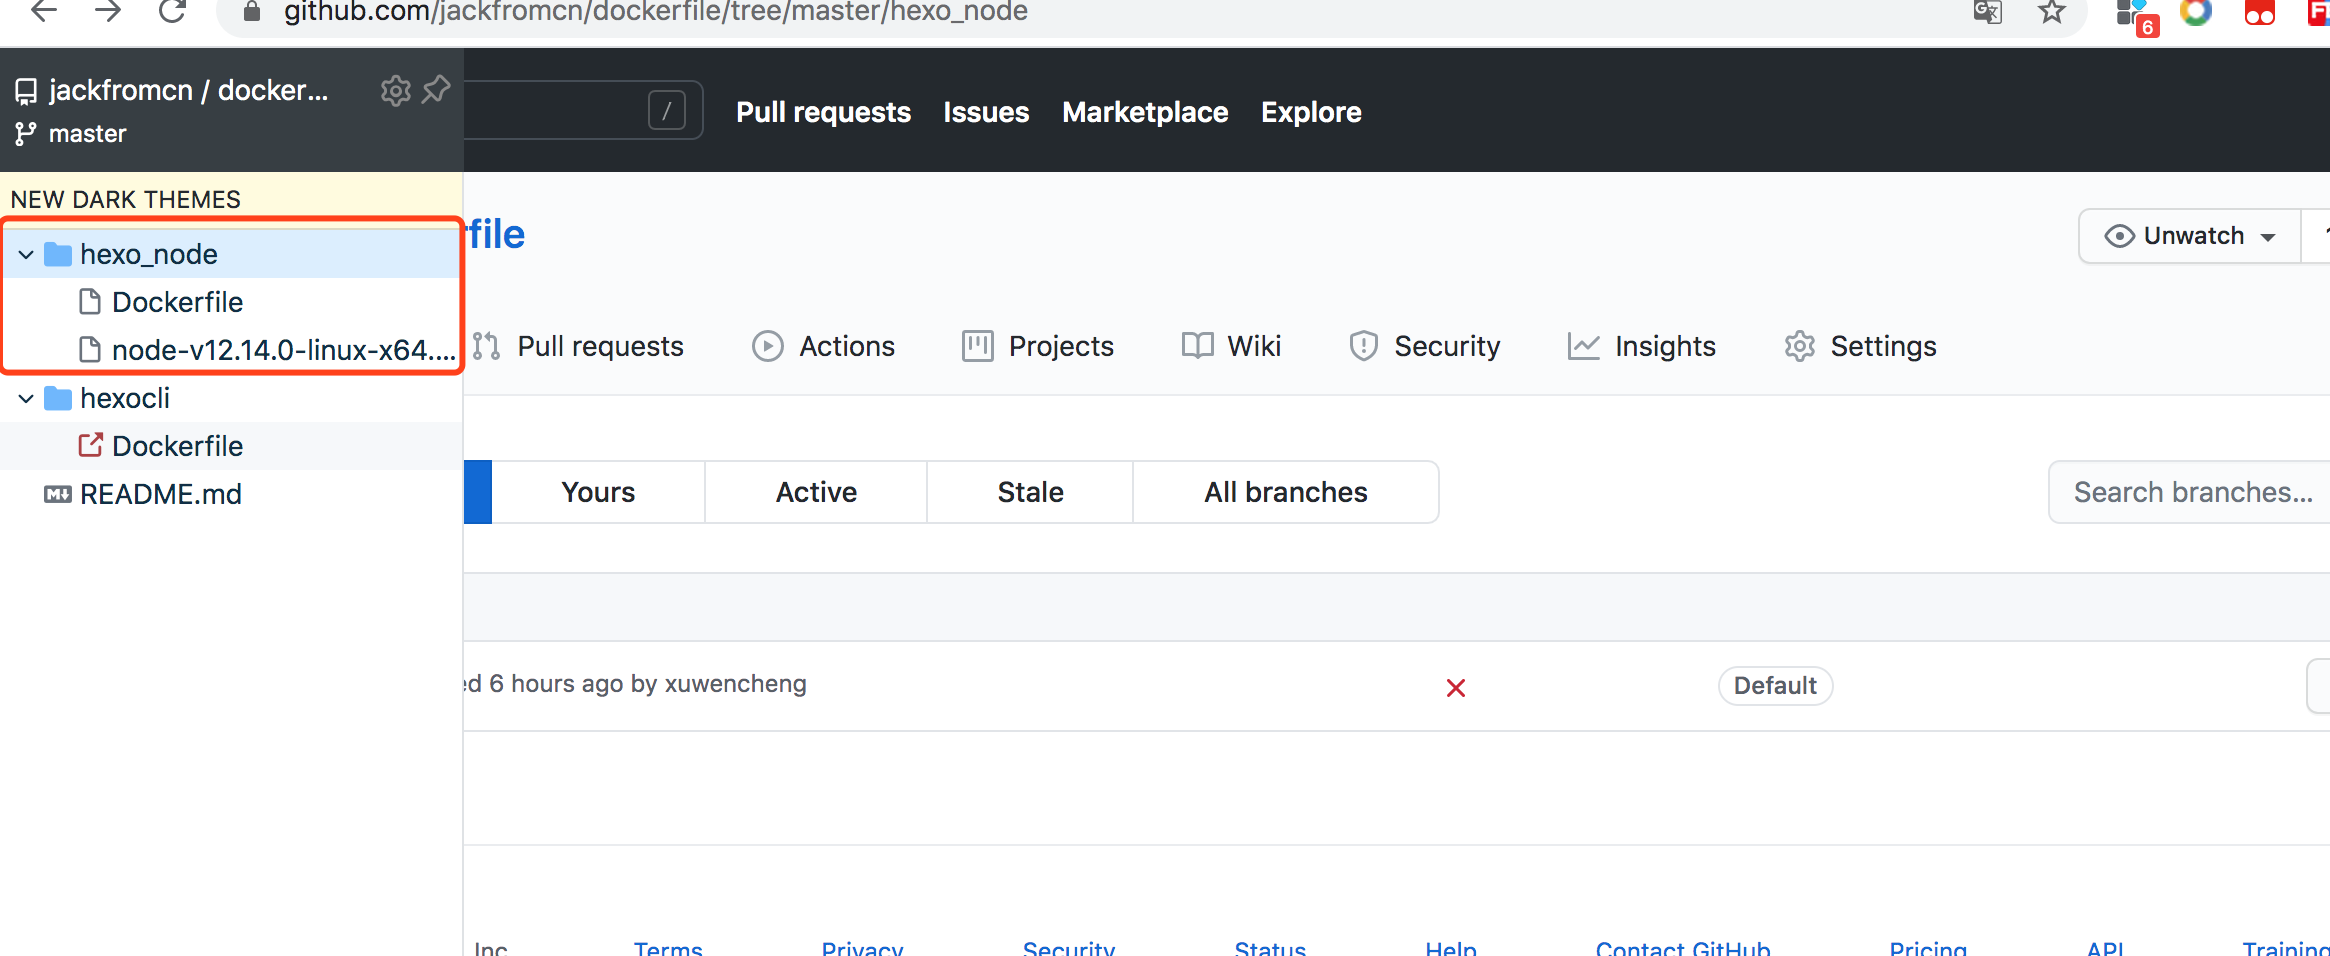 github.com/jackfromcn/dockerfile/tree/master/hexo_node
6
jackfromcn / docker...
master
/
Pull requests
Issues
Marketplace
Explore
NEW DARK THEMES
hexo_node
Dockerfile
node-v12.14.0-linux-x64....
hexocli
Dockerfile
README.md
file
Unwatch
Pull requests
Actions
Projects
Wiki
Security
Insights
Settings
Yours
Active
Stale
All branches
Search branches...
ed 6 hours ago by xuwencheng
Default
Inc
Terms
Privacy
Security
Status
Help
Contact GitHub
Pricing
API
Training